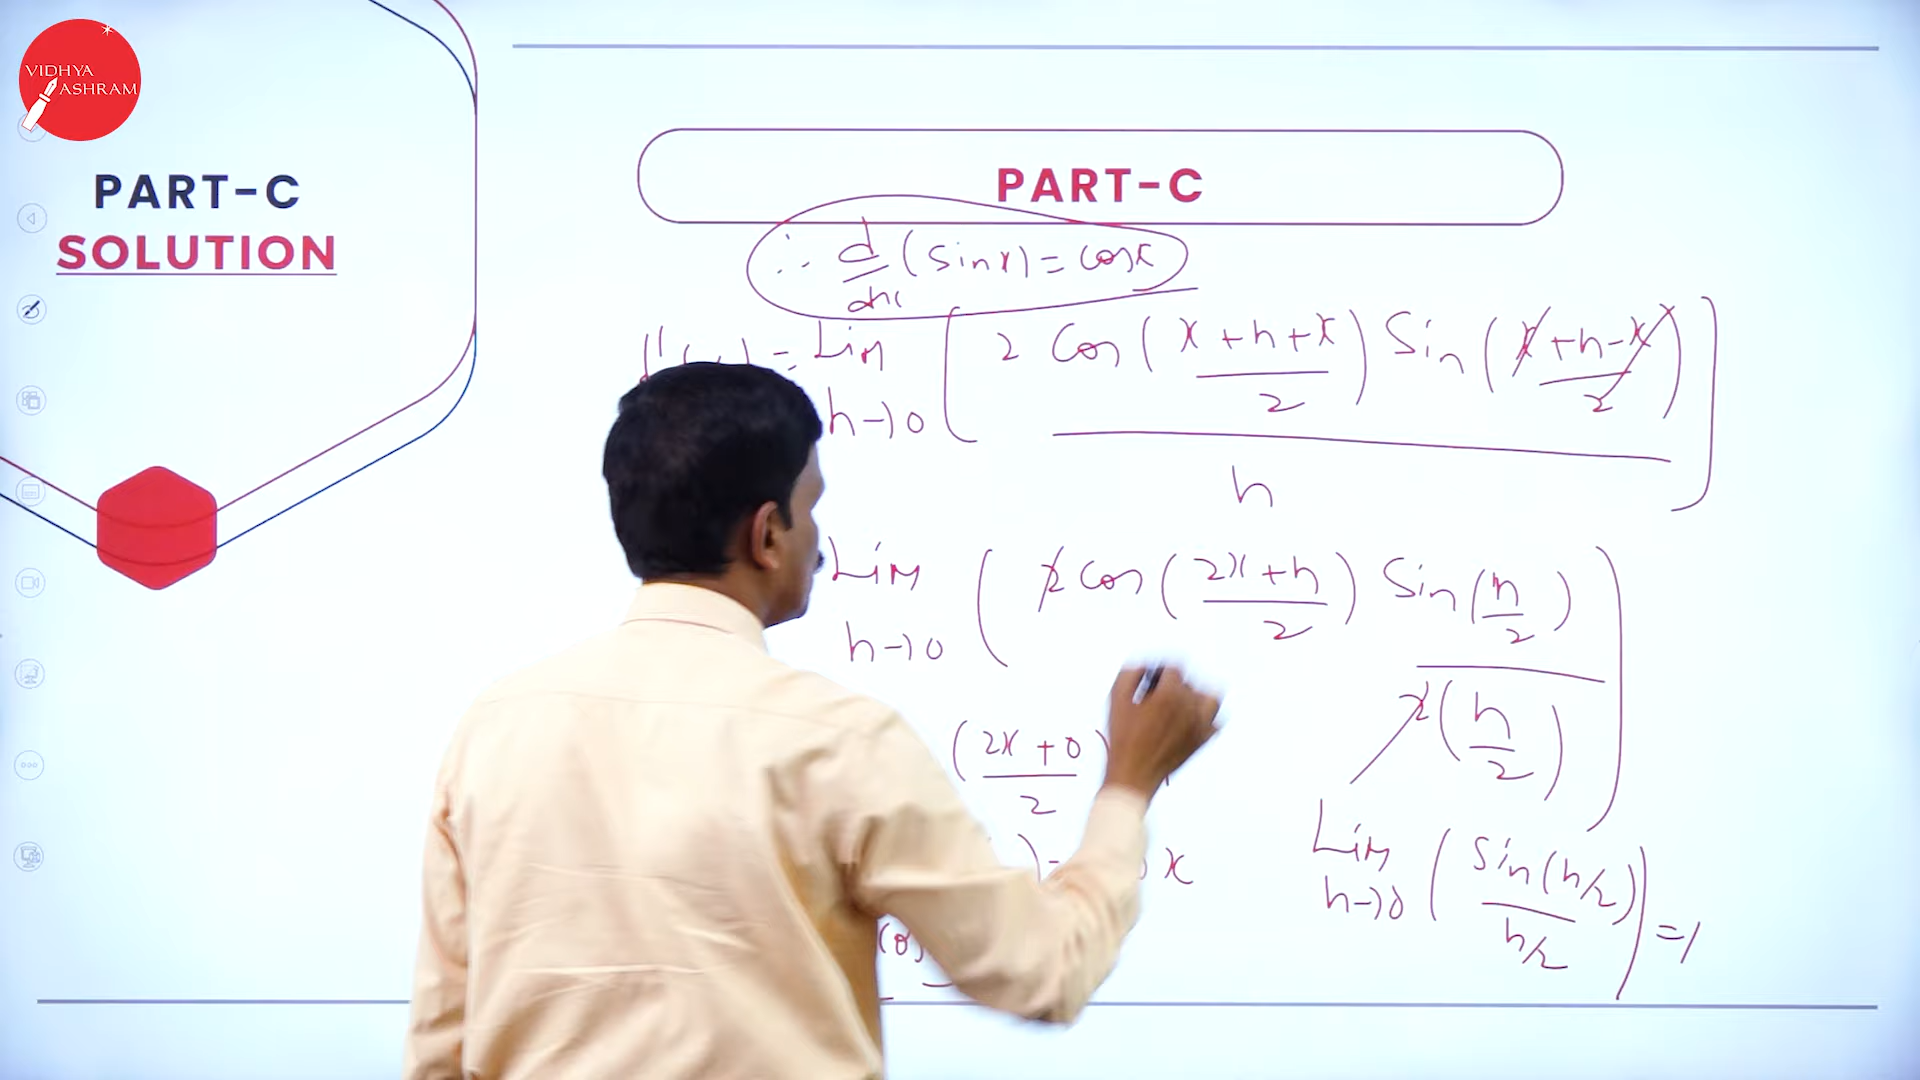 VIDHYA
ASHRAM
PART-C
SOLUTION
PART-C
∴ d/dx (sin x) = cos x
Lim h→0 [ 2 Cos ( x + h + x / 2 ) Sin ( x + h - x / 2 ) / h ]
Lim h→0 ( 2 cos ( 2x + h / 2 ) Sin ( h / 2 ) / 2 ( h / 2 ) )
( 2x + 0 / 2 )
x
Lim h→0 ( Sin (h/2) / h/2 ) = 1